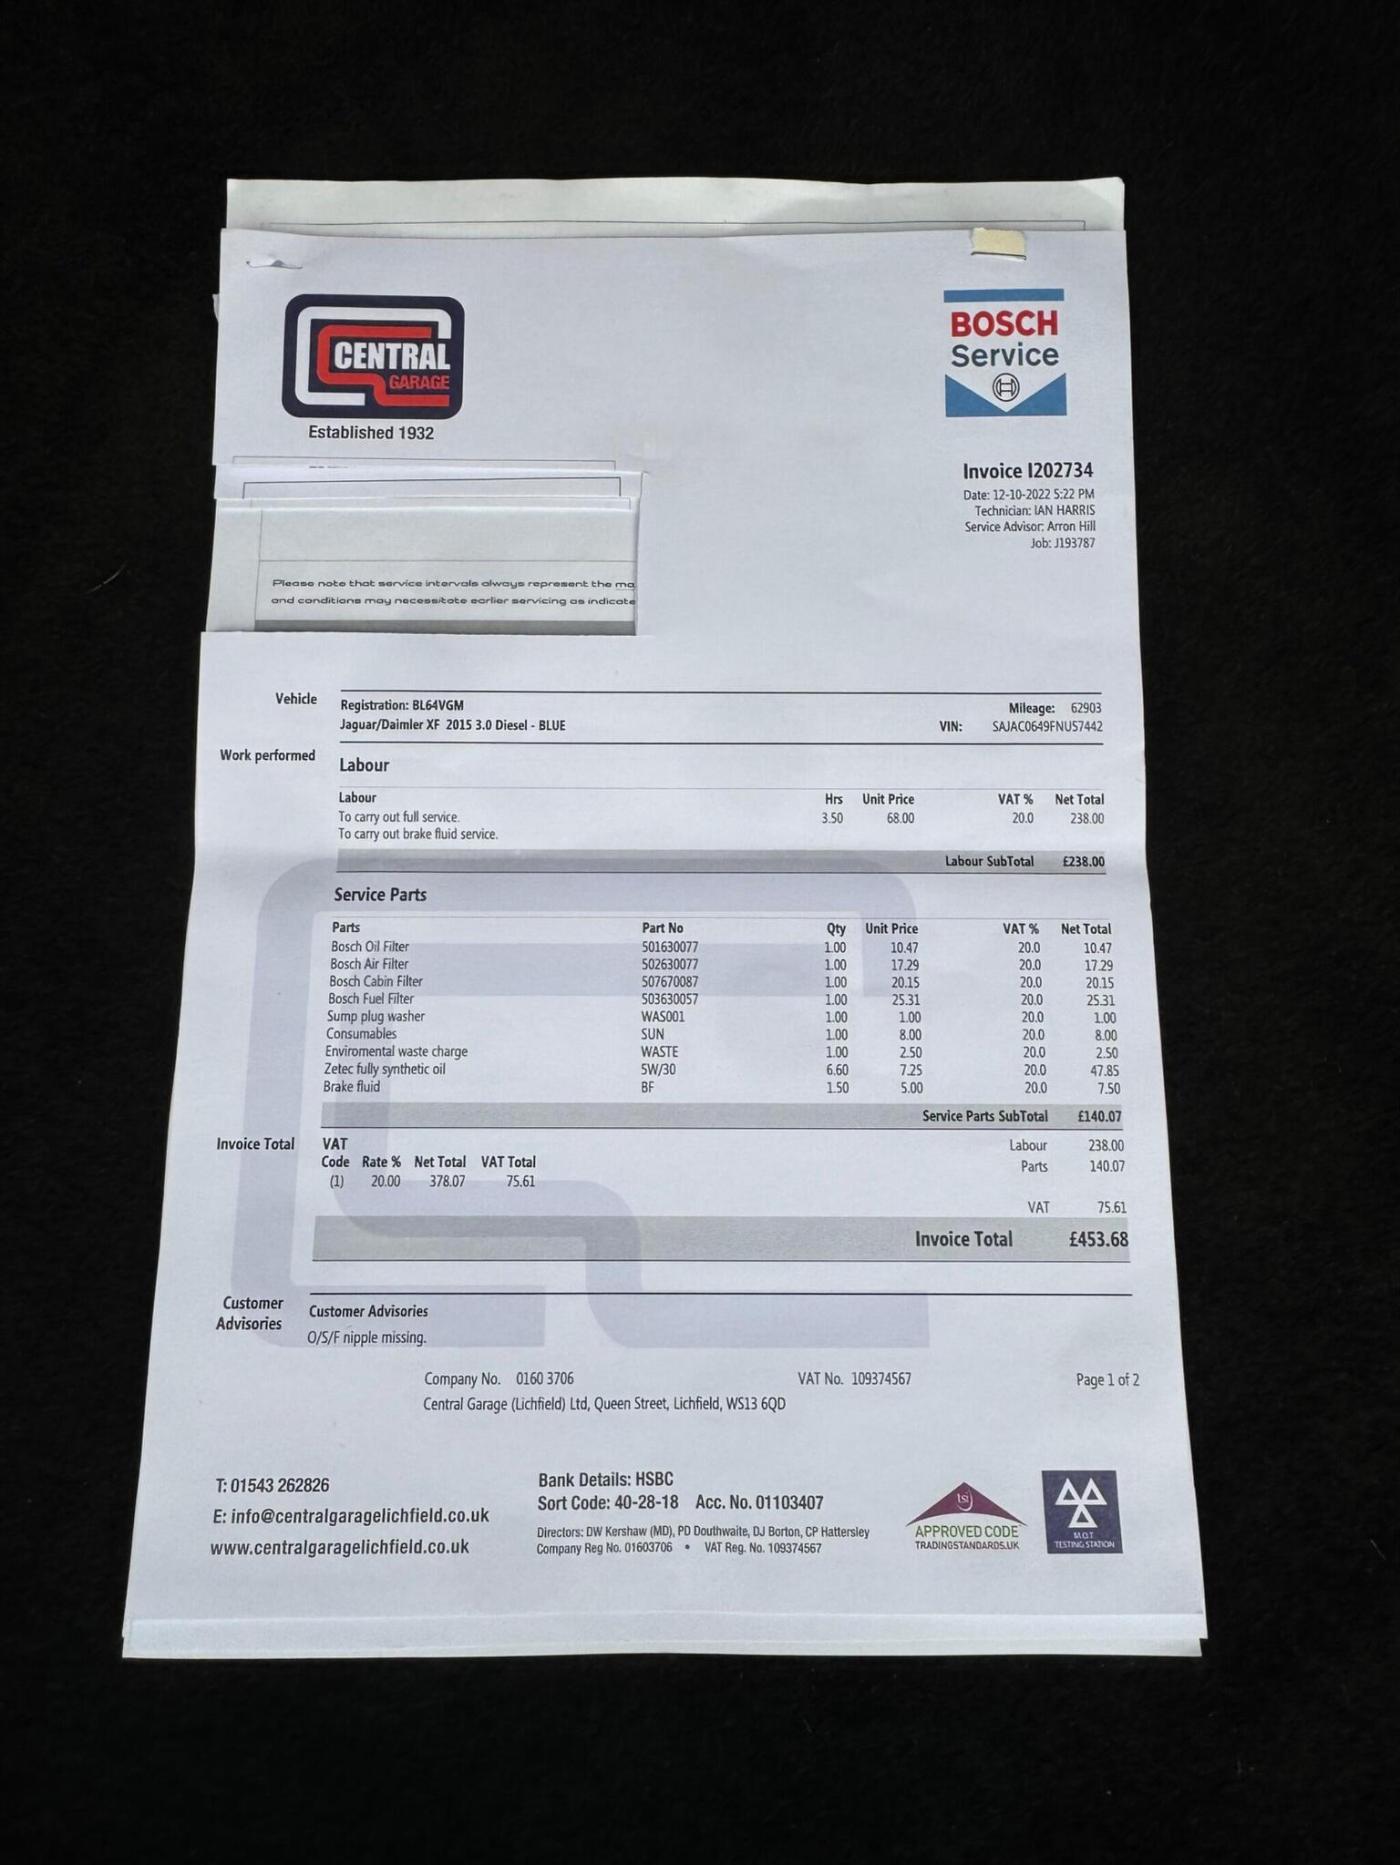 CENTRAL
GARAGE
Established 1932
BOSCH
Service
Invoice I202734
Date: 12-10-2022 5:22 PM
Technician: IAN HARRIS
Service Advisor: Arron Hill
Job: J193787
Please note that service intervals always represent the ma
and conditions may necessitate earlier servicing as indicate
Vehicle
Registration: BL64VGM
Mileage: 62903
Jaguar/Daimler XF 2015 3.0 Diesel - BLUE
VIN: SAJAC0649FNU57442
Work performed
Labour
Labour Hrs Unit Price VAT % Net Total
To carry out full service. 3.50 68.00 20.0 238.00
To carry out brake fluid service.
Labour SubTotal £238.00
Service Parts
Parts Part No Qty Unit Price VAT % Net Total
Bosch Oil Filter 501630077 1.00 10.47 20.0 10.47
Bosch Air Filter 502630077 1.00 17.29 20.0 17.29
Bosch Cabin Filter 507670087 1.00 20.15 20.0 20.15
Bosch Fuel Filter 503630057 1.00 25.31 20.0 25.31
Sump plug washer WAS001 1.00 1.00 20.0 1.00
Consumables SUN 1.00 8.00 20.0 8.00
Enviromental waste charge WASTE 1.00 2.50 20.0 2.50
Zetec fully synthetic oil 5W/30 6.60 7.25 20.0 47.85
Brake fluid BF 1.50 5.00 20.0 7.50
Service Parts SubTotal £140.07
Invoice Total
VAT
Labour 238.00
Code Rate % Net Total VAT Total
Parts 140.07
(1) 20.00 378.07 75.61
VAT 75.61
Invoice Total £453.68
Customer
Advisories
Customer Advisories
O/S/F nipple missing.
Company No. 0160 3706 VAT No. 109374567 Page 1 of 2
Central Garage (Lichfield) Ltd, Queen Street, Lichfield, WS13 6QD
T: 01543 262826
E: info@centralgaragelichfield.co.uk
www.centralgaragelichfield.co.uk
Bank Details: HSBC
Sort Code: 40-28-18 Acc. No. 01103407
Directors: DW Kershaw (MD), PD Douthwaite, DJ Borton, CP Hattersley
Company Reg No. 01603706 • VAT Reg. No. 109374567
tsi
APPROVED CODE
TRADINGSTANDARDS.UK
M.O.T
TESTING STATION